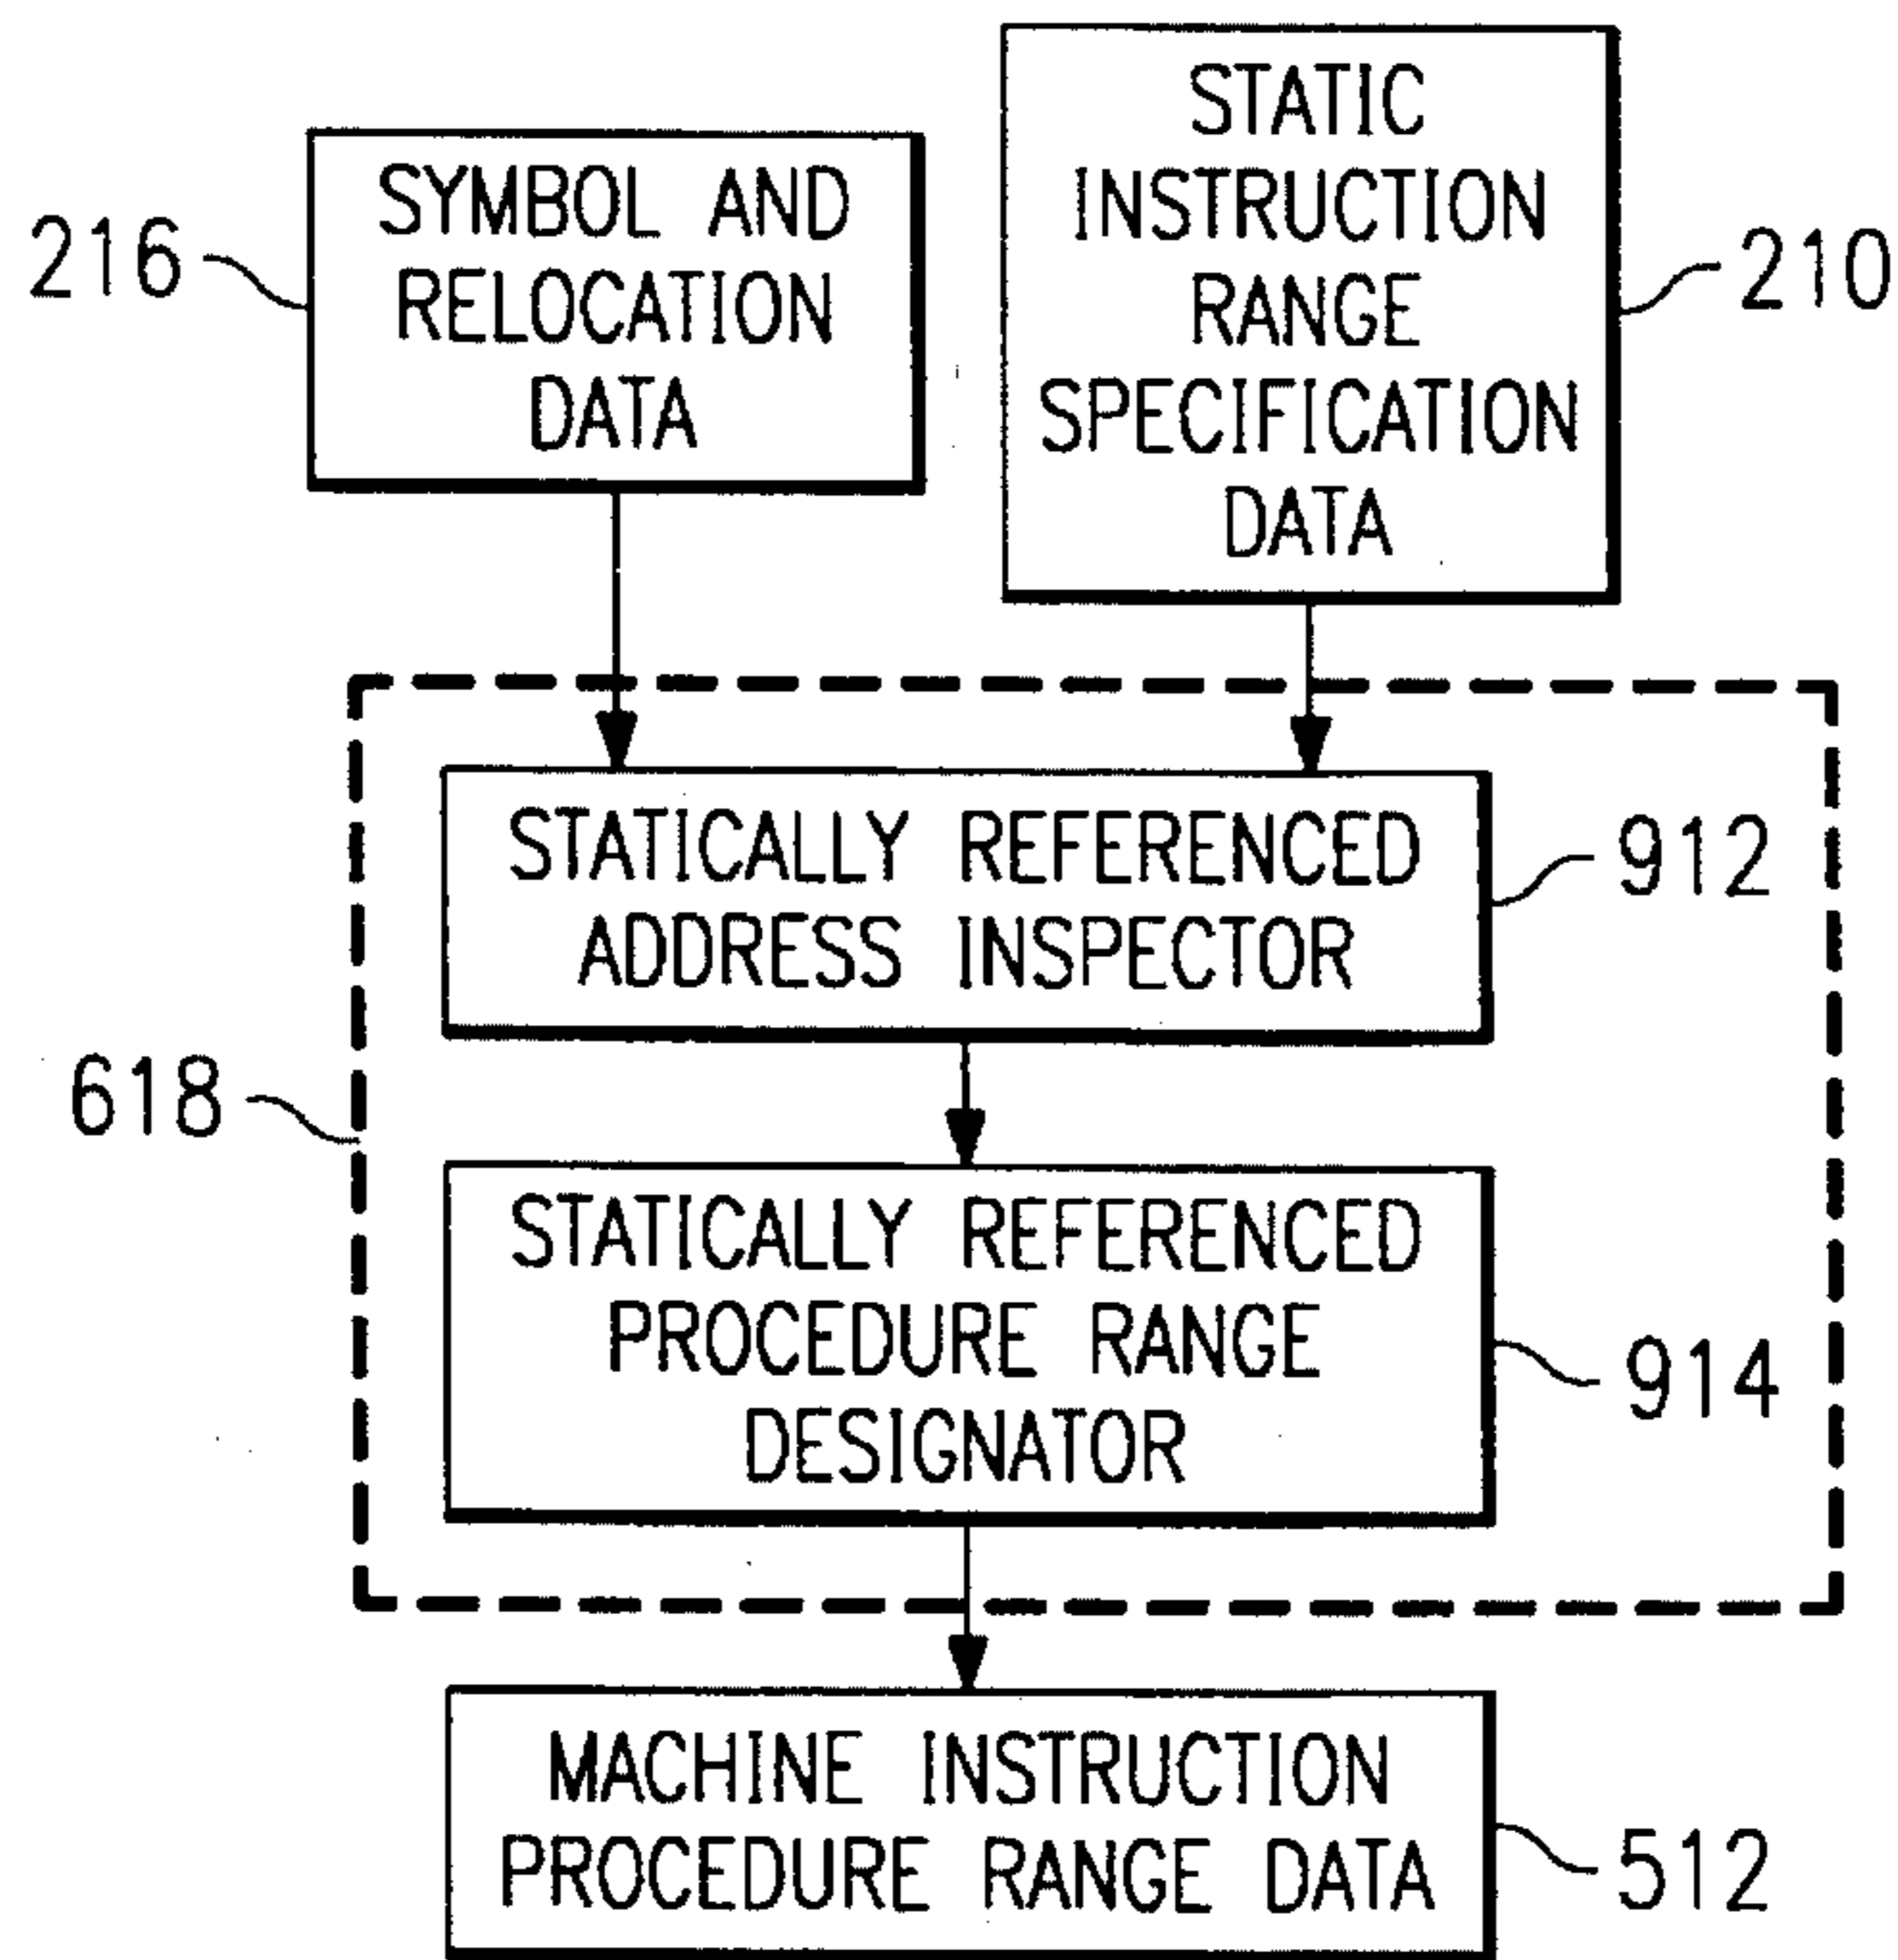 216
SYMBOL AND
RELOCATION
DATA
STATIC
INSTRUCTION
RANGE
SPECIFICATION
DATA
210
618
STATICALLY REFERENCED
ADDRESS INSPECTOR
912
STATICALLY REFERENCED
PROCEDURE RANGE
DESIGNATOR
914
MACHINE INSTRUCTION
PROCEDURE RANGE DATA
512